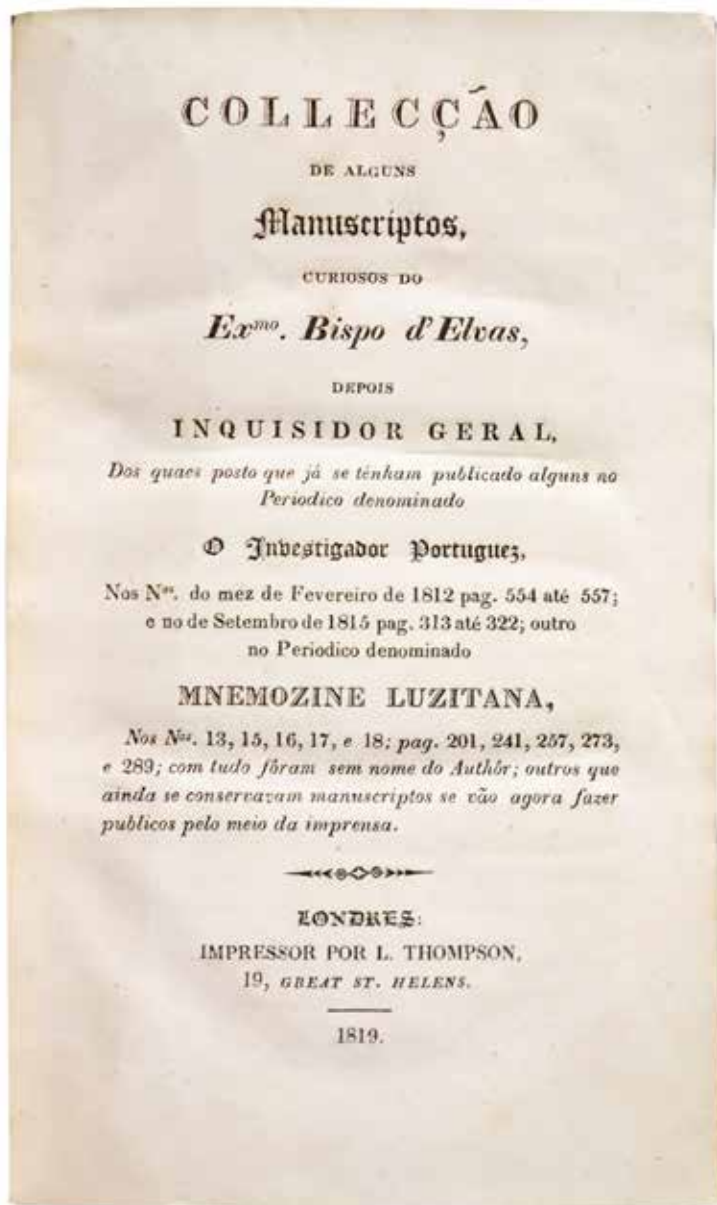 COLLECÇÃO
DE ALGUNS
Manuscriptos,
CURIOSOS DO
Exmo. Bispo d'Elvas,
DEPOIS
INQUISIDOR GERAL,
Dos quaes posto que já se ténham publicado alguns no
Periodico denominado
O Investigador Portuguez,
Nos Nos. do mez de Fevereiro de 1812 pag. 554 até 557;
e no de Setembro de 1815 pag. 313 até 322; outro
no Periodico denominado
MNEMOZINE LUZITANA,
Nos Nos. 13, 15, 16, 17, e 18; pag. 201, 241, 257, 273,
e 289; com tudo fôram sem nome do Authôr; outros que
ainda se conservavam manuscriptos se vão agora fazer
publicos pelo meio da imprensa.
LONDRES:
IMPRESSOR POR L. THOMPSON,
19, GREAT ST. HELENS.
1819.